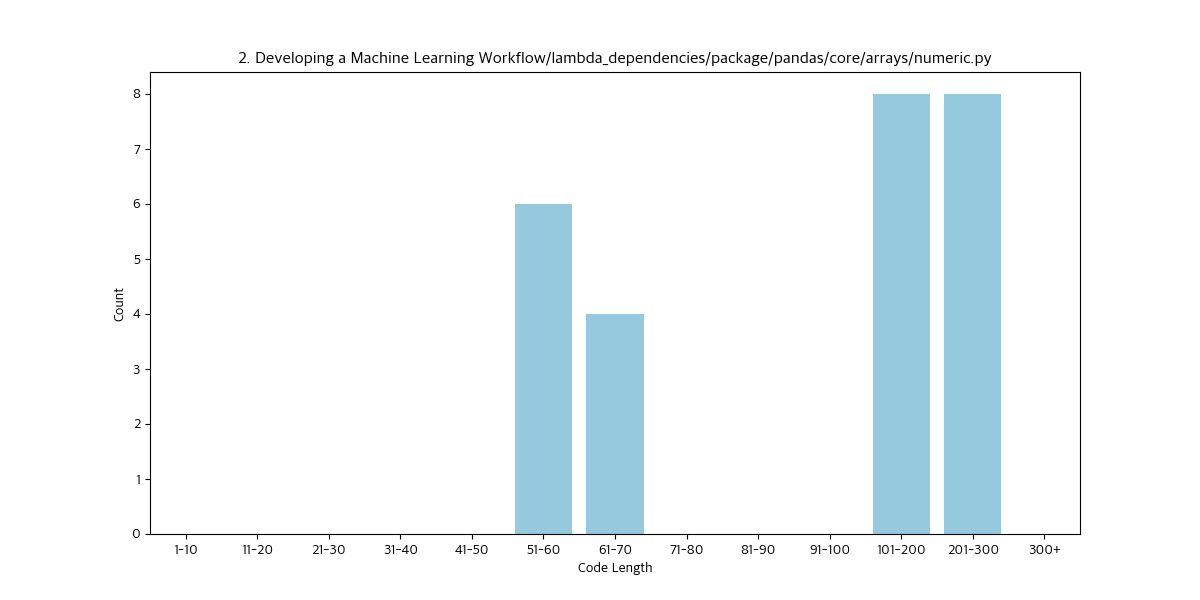 2. Developing a Machine Learning Workflow/lambda_dependencies/package/pandas/core/arrays/numeric.py
8
7
6
5
4
3
2
1
0
Count
1-10 11-20 21-30 31-40 41-50 51-60 61-70 71-80 81-90 91-100 101-200 201-300 300+
Code Length